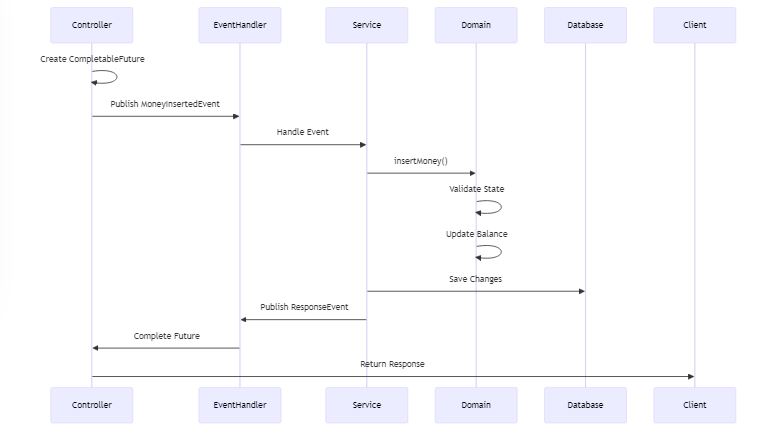 Controller EventHandler Service Domain Database Client
Create CompletableFuture
Publish MoneyInsertedEvent
Handle Event
insertMoney()
Validate State
Update Balance
Save Changes
Publish ResponseEvent
Complete Future
Return Response
Controller EventHandler Service Domain Database Client